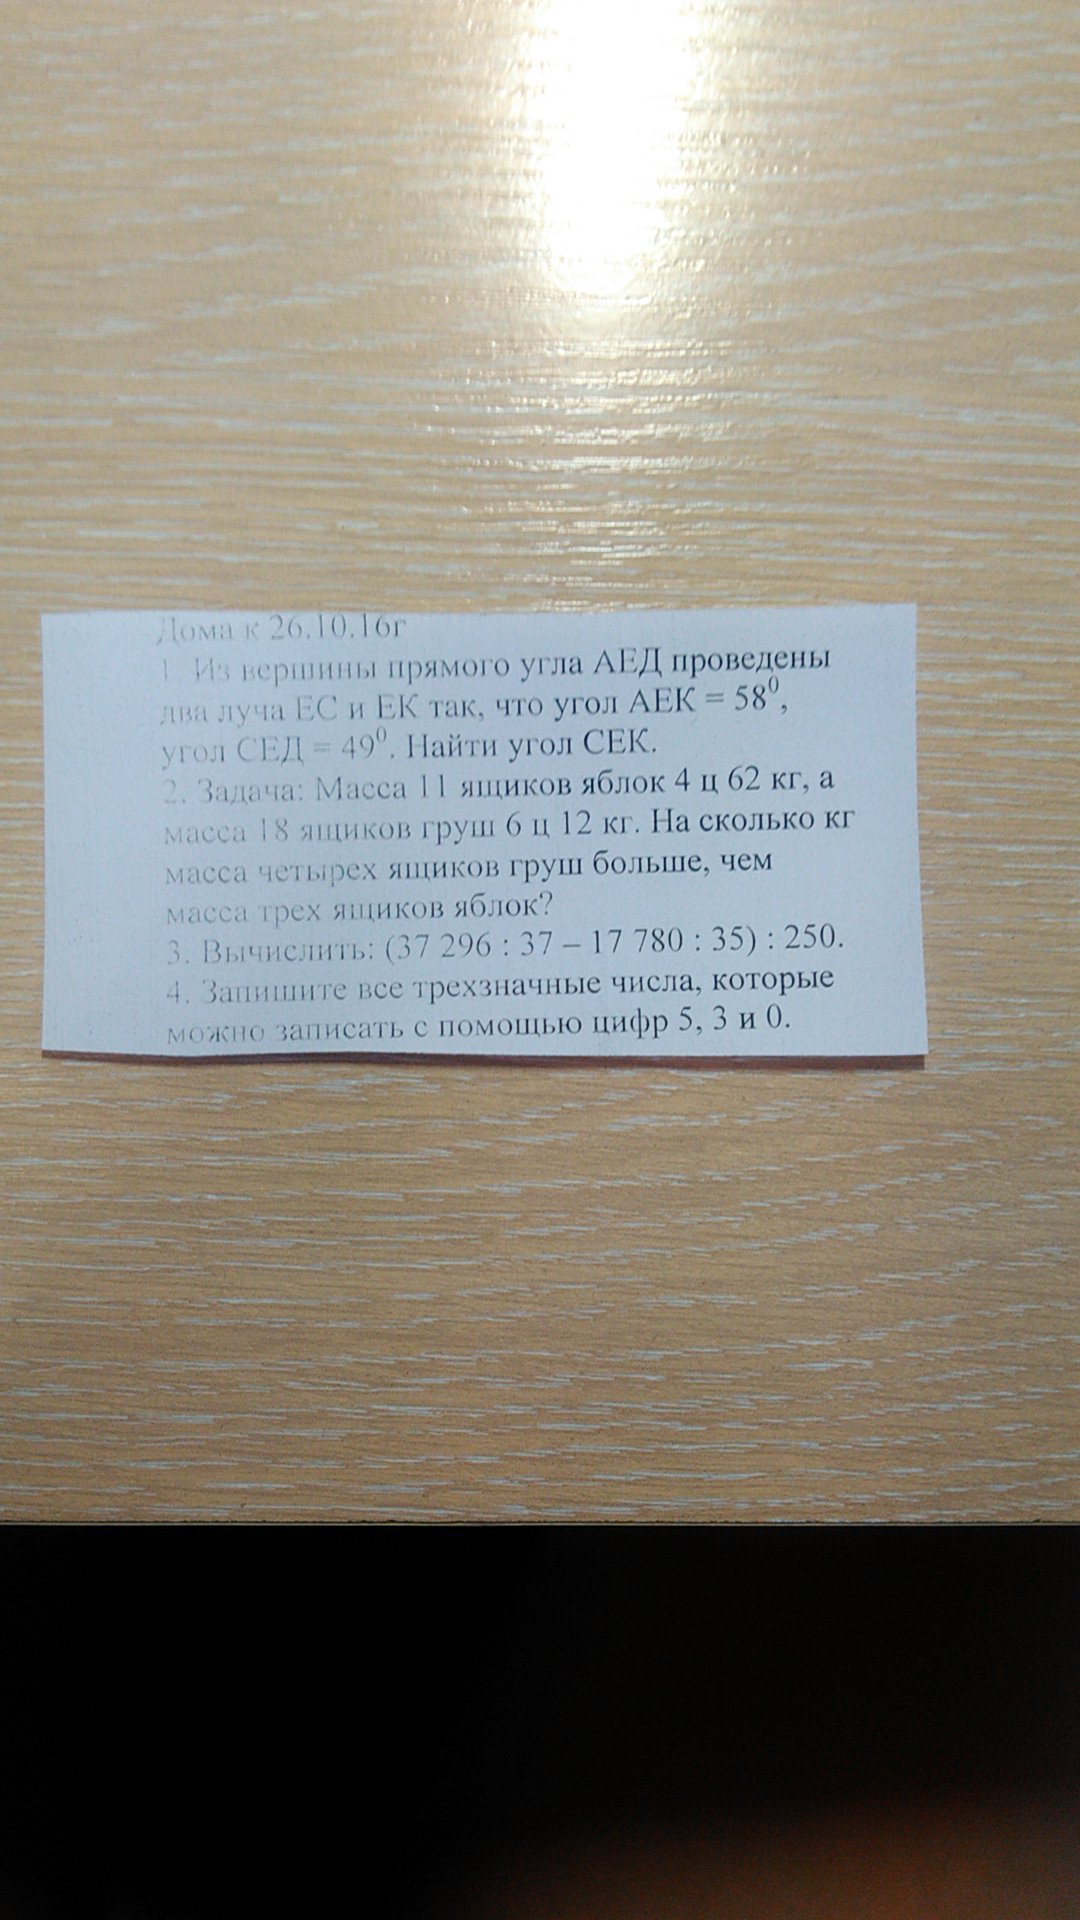 Дома к 26.10.16г
1. Из вершины прямого угла АЕД проведены
два луча ЕС и ЕК так, что угол АЕК = 58⁰,
угол СЕД = 49⁰. Найти угол СЕК.
2. Задача: Масса 11 ящиков яблок 4 ц 62 кг, а
масса 18 ящиков груш 6 ц 12 кг. На сколько кг
масса четырех ящиков груш больше, чем
масса трех ящиков яблок?
3. Вычислить: (37 296 : 37 – 17 780 : 35) : 250.
4. Запишите все трехзначные числа, которые
можно записать с помощью цифр 5, 3 и 0.